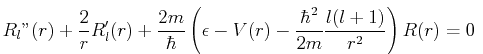 R_l"(r) + \frac{2}{r} R_l'(r) + \frac{2m}{\hbar} \left( \epsilon - V(r) - \frac{\hbar^2}{2m} \frac{l(l+1)}{r^2} \right) R(r) = 0